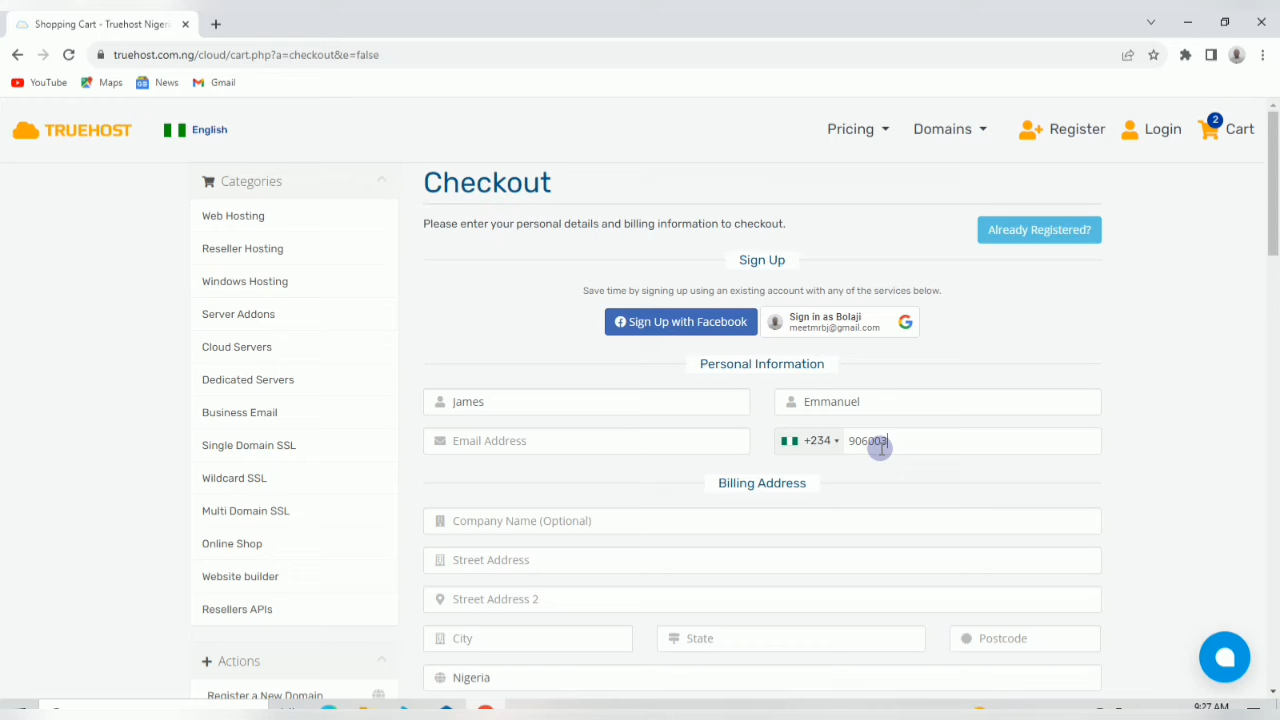 Shopping Cart - Truehost Nigeri
truehost.com.ng/cloud/cart.php?a=checkout&e=false
YouTube Maps News Gmail
TRUEHOST English Pricing Domains Register Login 2 Cart
Categories
Web Hosting
Reseller Hosting
Windows Hosting
Server Addons
Cloud Servers
Dedicated Servers
Business Email
Single Domain SSL
Wildcard SSL
Multi Domain SSL
Online Shop
Website builder
Resellers APIs
Actions
Register a New Domain
Checkout
Please enter your personal details and billing information to checkout.
Already Registered?
Sign Up
Save time by signing up using an existing account with any of the services below.
Sign Up with Facebook
Sign in as Bolaji
meetmrbj@gmail.com
Personal Information
James Emmanuel
Email Address +234 906003
Billing Address
Company Name (Optional)
Street Address
Street Address 2
City State Postcode
Nigeria
9:27 AM